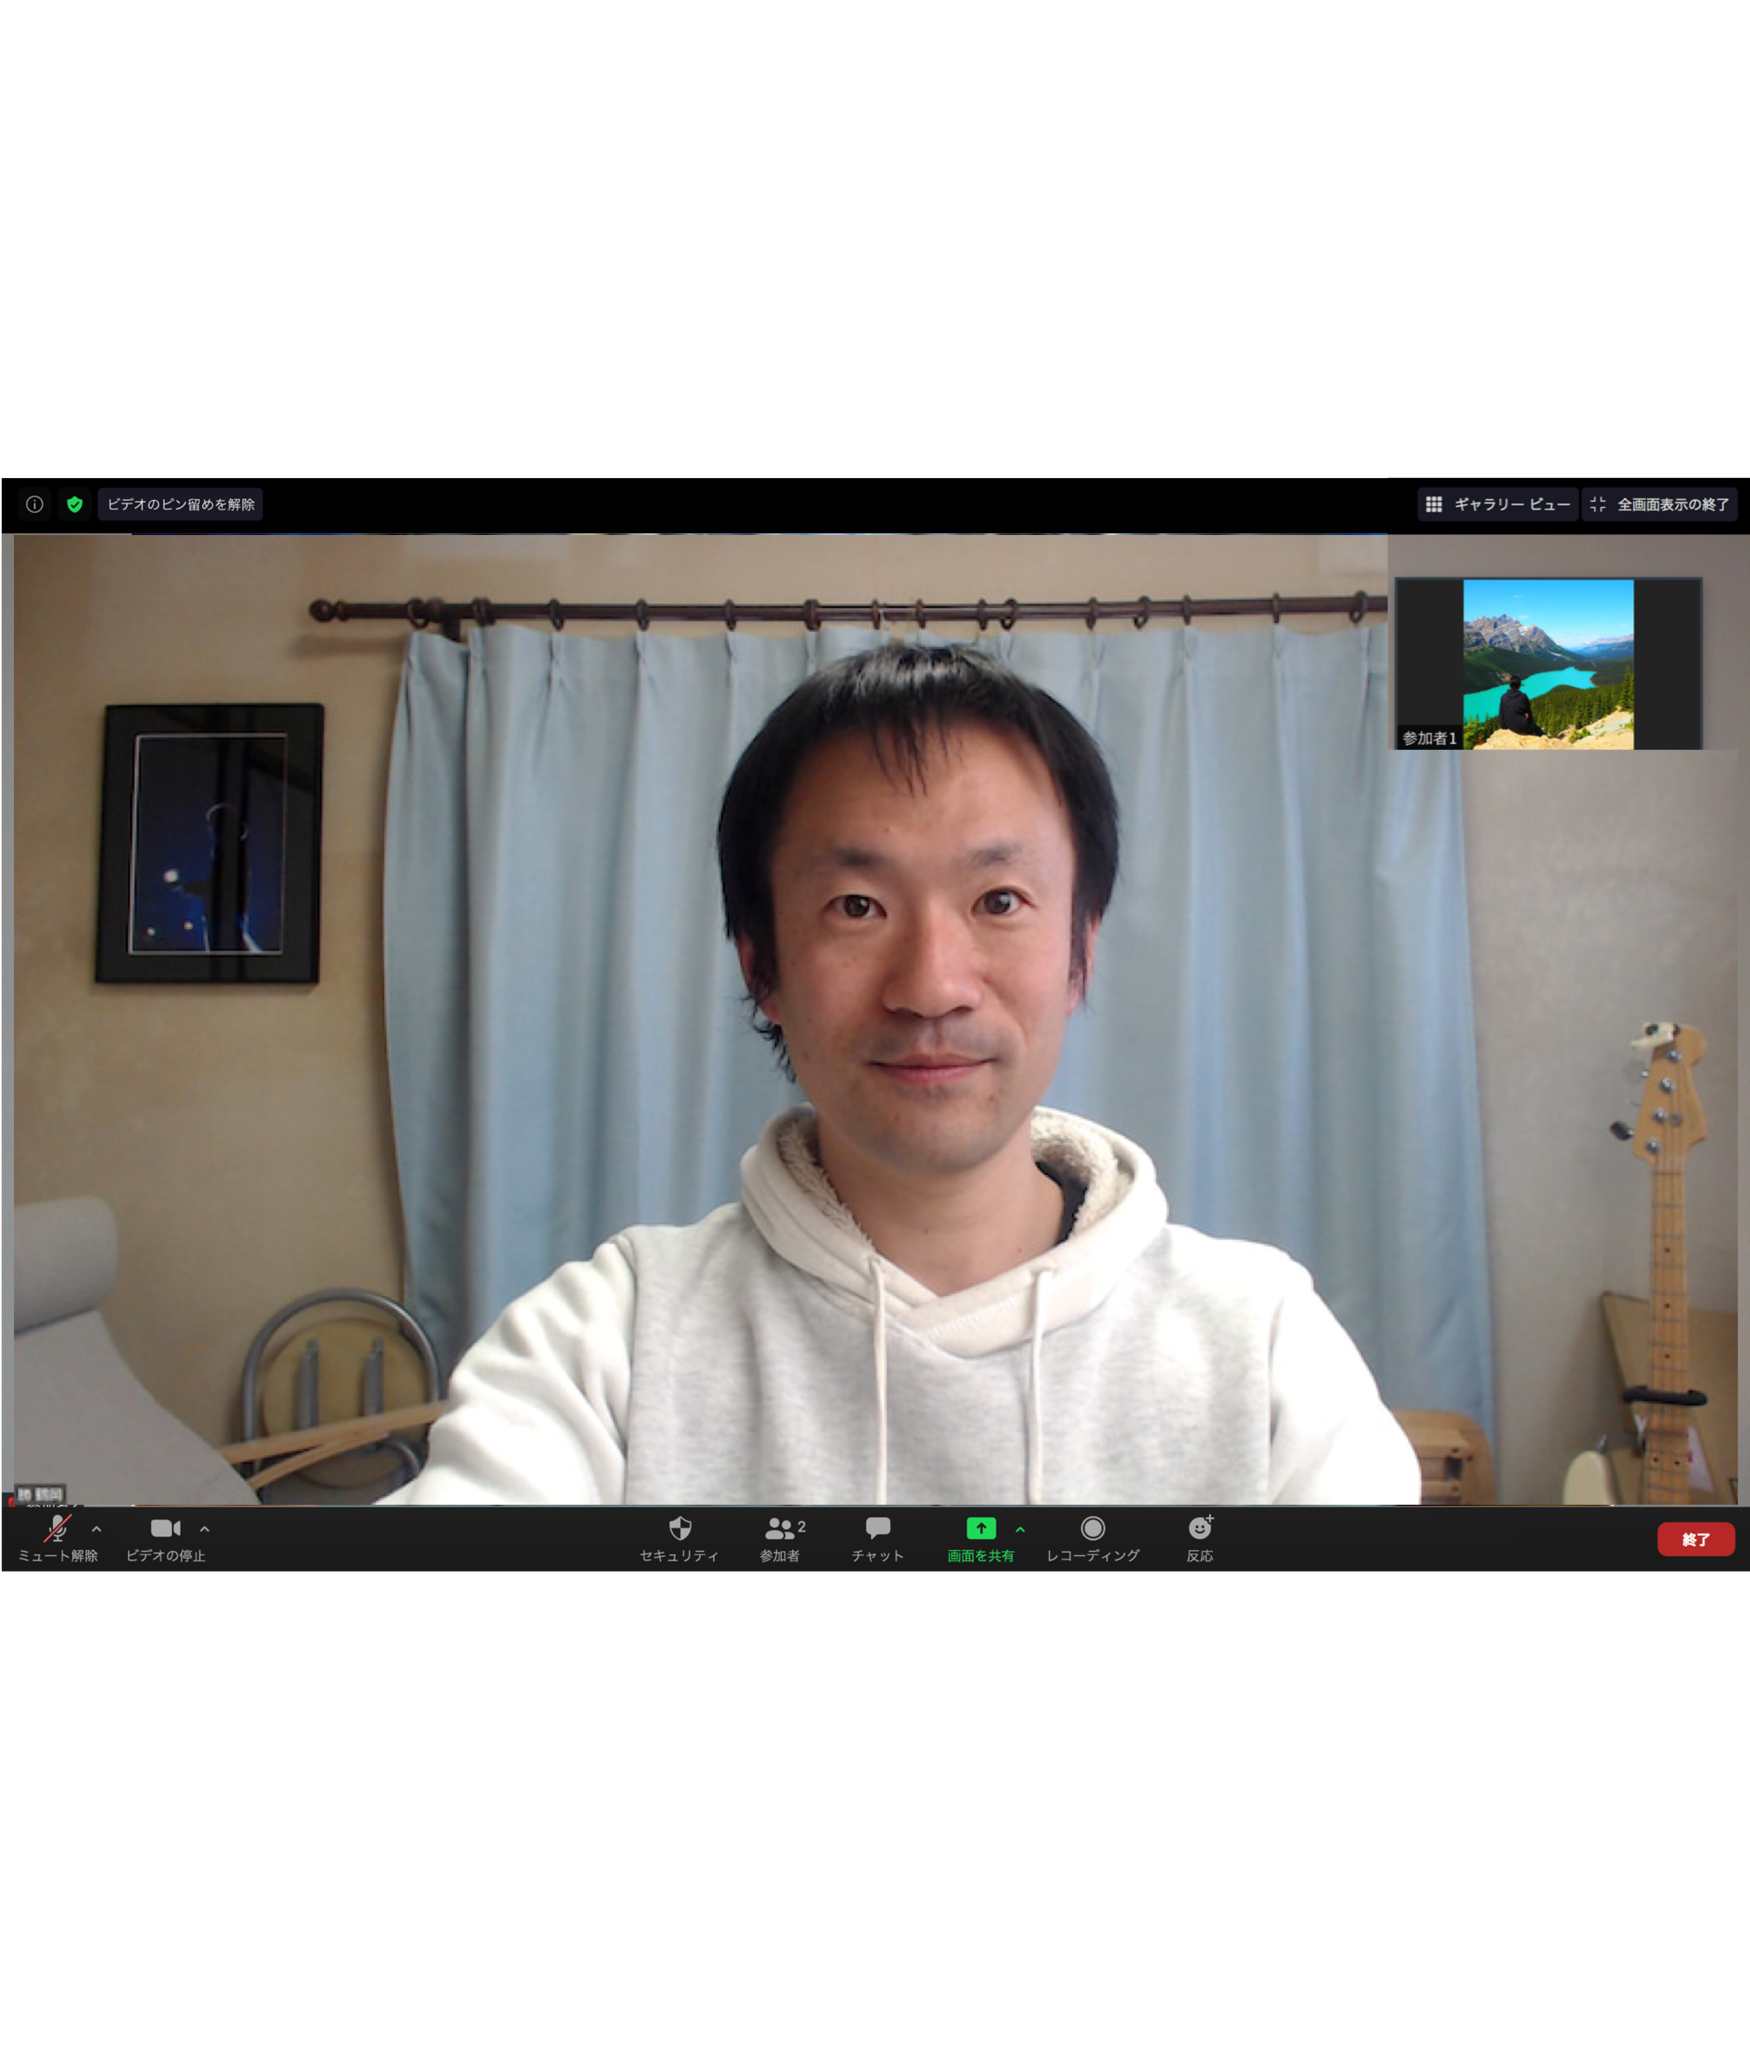 ビデオのピン留めを解除
ギャラリー ビュー
全画面表示の終了
参加者1
ミュート解除
ビデオの停止
セキュリティ
2
参加者
チャット
画面を共有
レコーディング
反応
終了